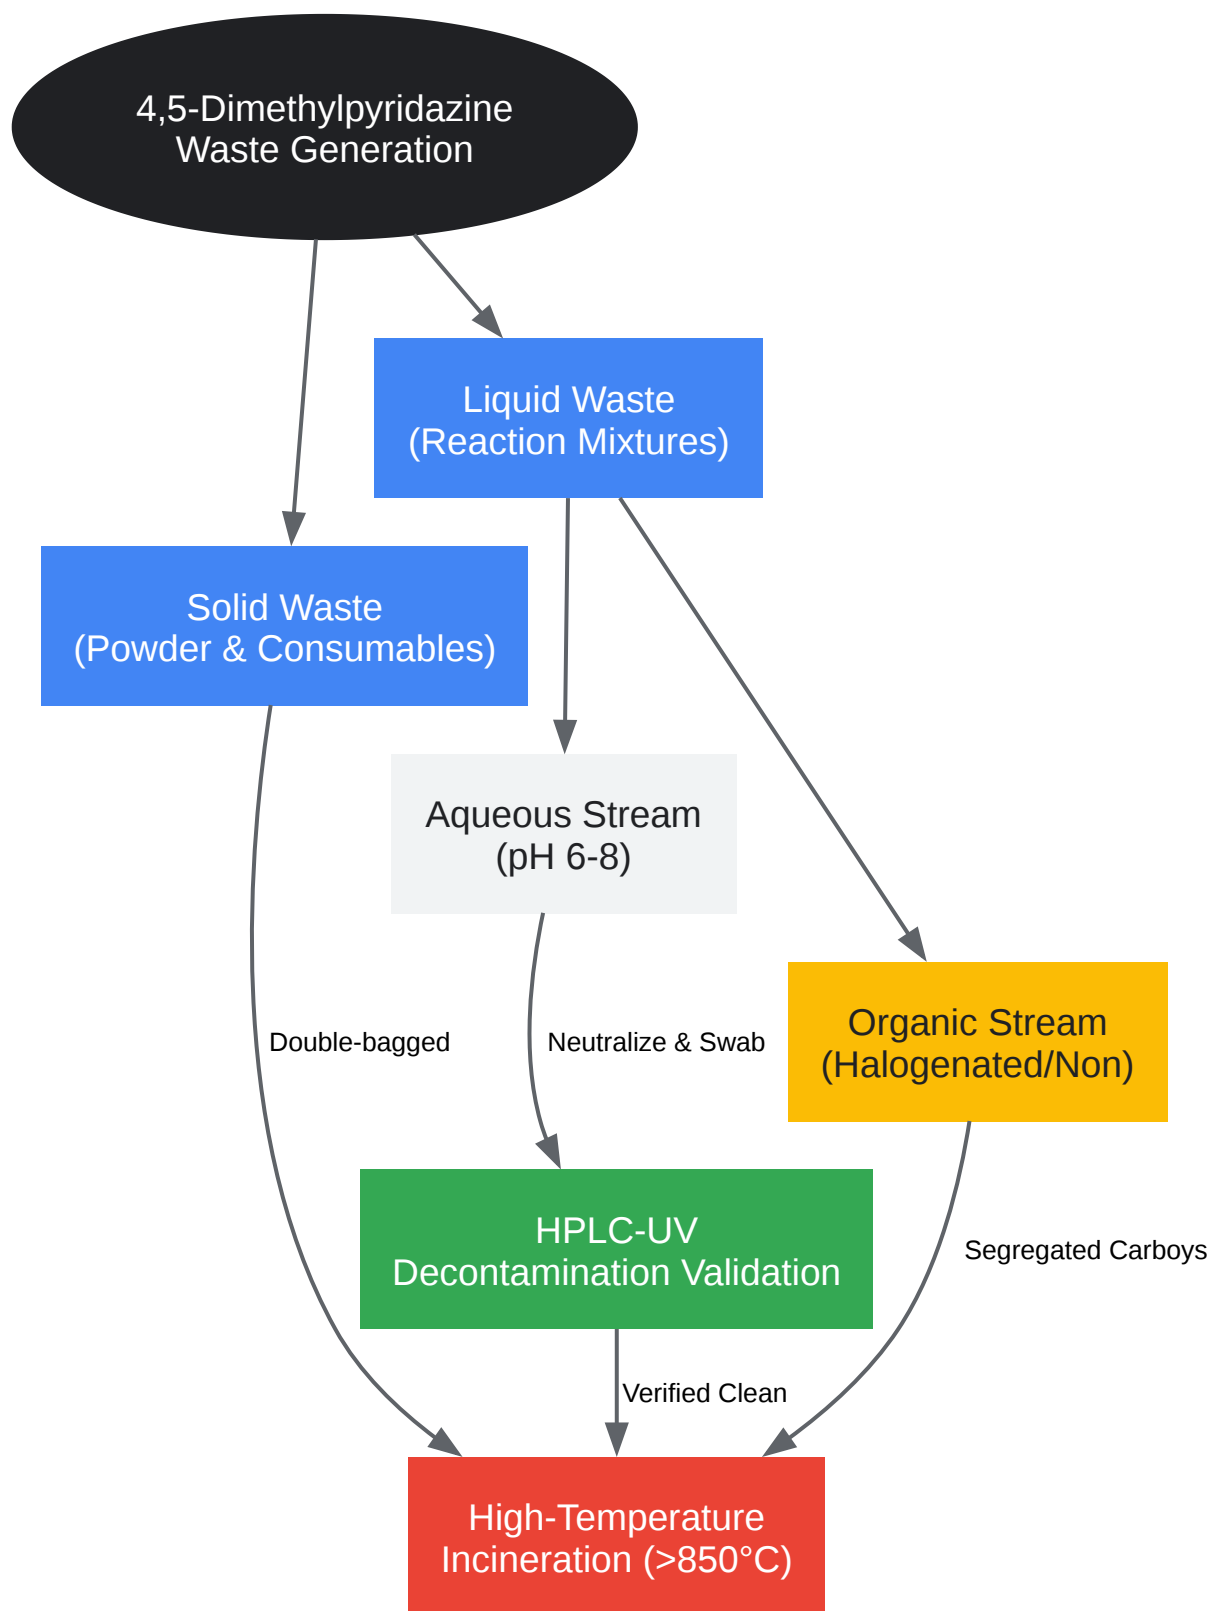 4,5-Dimethylpyridazine
Waste Generation
Liquid Waste
(Reaction Mixtures)
Solid Waste
(Powder & Consumables)
Aqueous Stream
(pH 6-8)
Organic Stream
(Halogenated/Non)
Double-bagged
Neutralize & Swab
HPLC-UV
Decontamination Validation
Segregated Carboys
Verified Clean
High-Temperature
Incineration (>850°C)